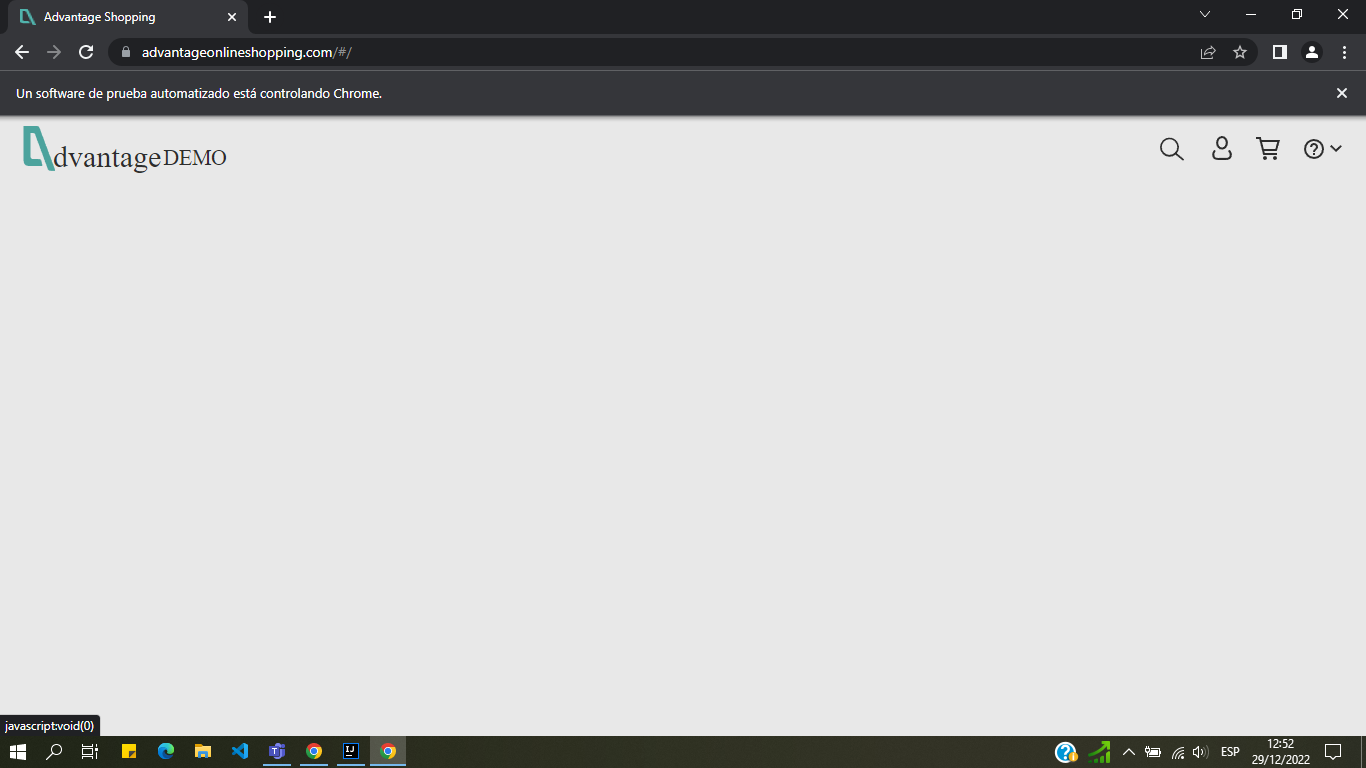 Advantage Shopping
advantageonlineshopping.com/#/
Un software de prueba automatizado está controlando Chrome.
dvantage DEMO
javascript:void(0)
ESP
12:52
29/12/2022